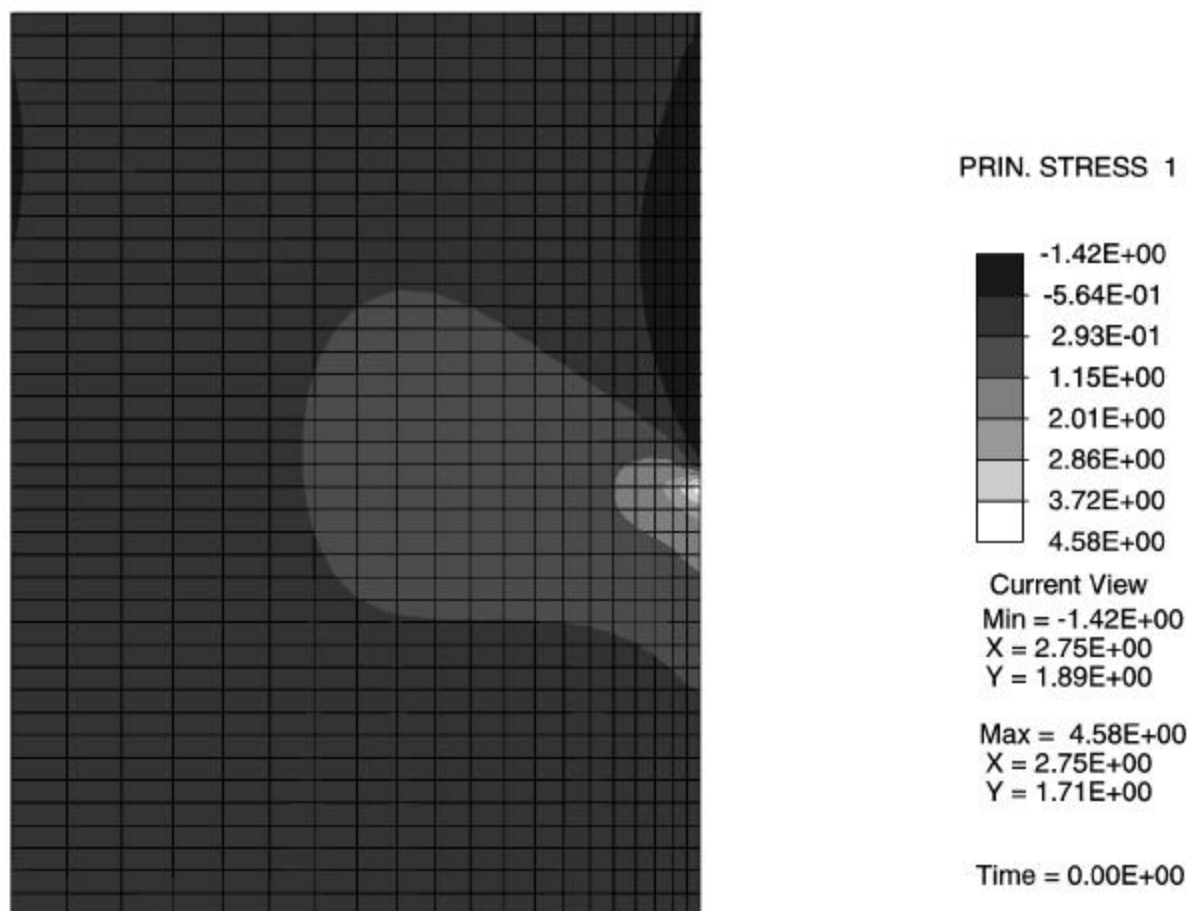 PRIN. STRESS 1
-1.42E+00
-5.64E-01
2.93E-01
1.15E+00
2.01E+00
2.86E+00
3.72E+00
4.58E+00
Current View
Min = -1.42E+00
X = 2.75E+00
Y = 1.89E+00
Max = 4.58E+00
X = 2.75E+00
Y = 1.71E+00
Time = 0.00E+00